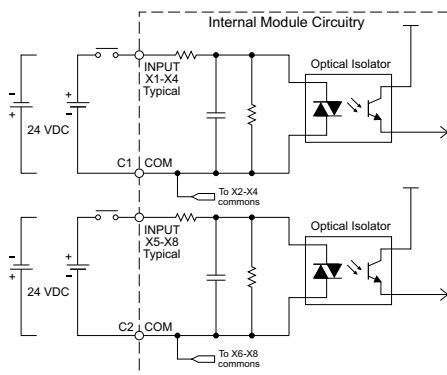 Internal Module Circuitry
INPUT
X1-X4
Typical
Optical Isolator
-
+
+
-
24 VDC
C1
COM
To X2-X4
commons
INPUT
X5-X8
Typical
Optical Isolator
-
+
+
-
24 VDC
C2
COM
To X6-X8
commons